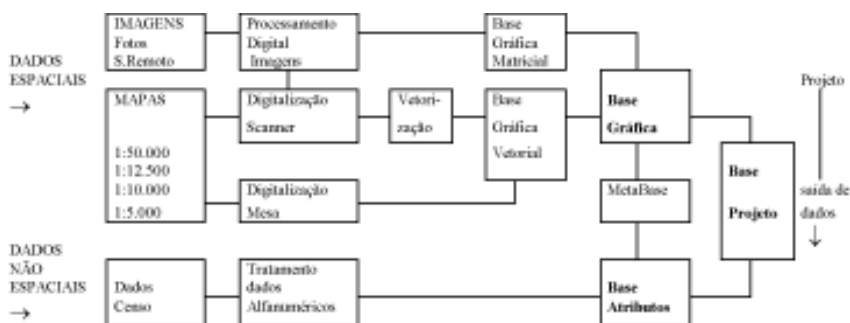 DADOS
ESPACIAIS
→
IMAGENS
Fotos
S.Remoto
Processamento
Digital
Imagens
Base
Gráfica
Matricial
MAPAS
1:50.000
1:12.500
1:10.000
1:5.000
Digitalização
Scanner
Vetori-
zação
Base
Gráfica
Vetorial
Digitalização
Mesa
Base
Gráfica
MetaBase
Base
Projeto
Projeto
saída de
dados
↓
DADOS
NÃO
ESPACIAIS
→
Dados
Censo
Tratamento
dados
Alfanuméricos
Base
Atributos